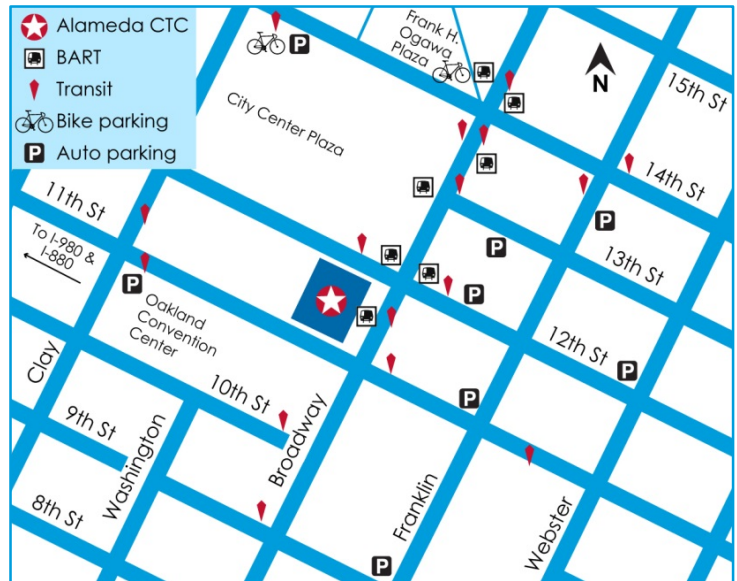 Alameda CTC
BART
Transit
Bike parking
P Auto parking
P
Frank H.
Ogawa
Plaza
N
15th St
City Center Plaza
14th St
11th St
P
13th St
To I-980 &
I-880
P
P
P
12th St
Oakland
Convention
Center
P
Clay
10th St
P
9th St
Washington
Broadway
8th St
Franklin
Webster
P